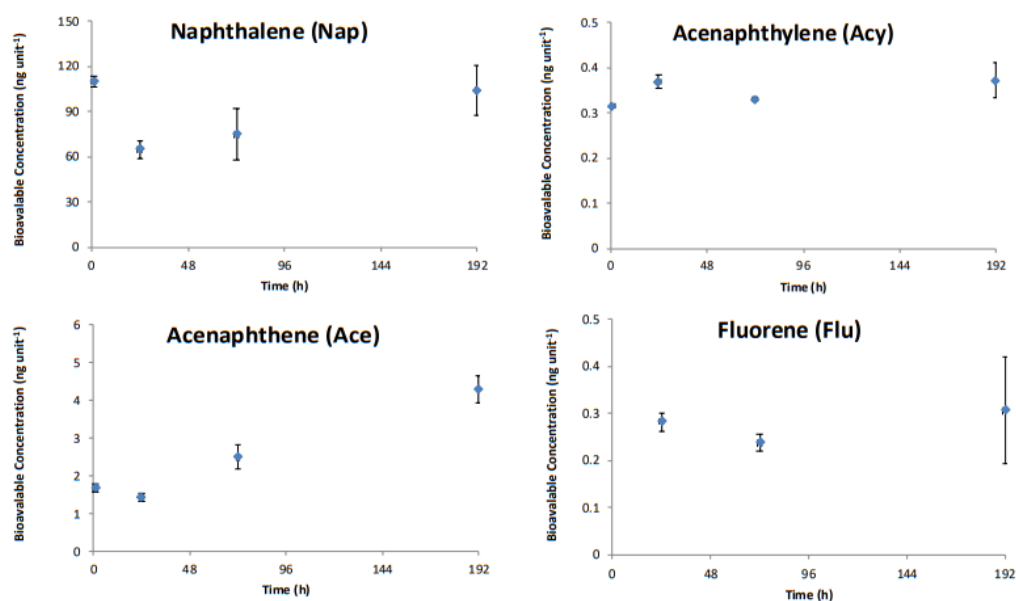 Naphthalene (Nap)
Bioavalable Concentration (ng unit-1)
150
120
90
60
30
0
0 48 96 144 192
Time (h)
Acenaphthylene (Acy)
Bioavalable Concentration (ng unit-1)
0.5
0.4
0.3
0.2
0.1
0
0 48 96 144 192
Time (h)
Acenaphthene (Ace)
Bioavalable Concentration (ng unit-1)
6
5
4
3
2
1
0
0 48 96 144 192
Time (h)
Fluorene (Flu)
Bioavalable Concentration (ng unit-1)
0.5
0.4
0.3
0.2
0.1
0
0 48 96 144 192
Time (h)